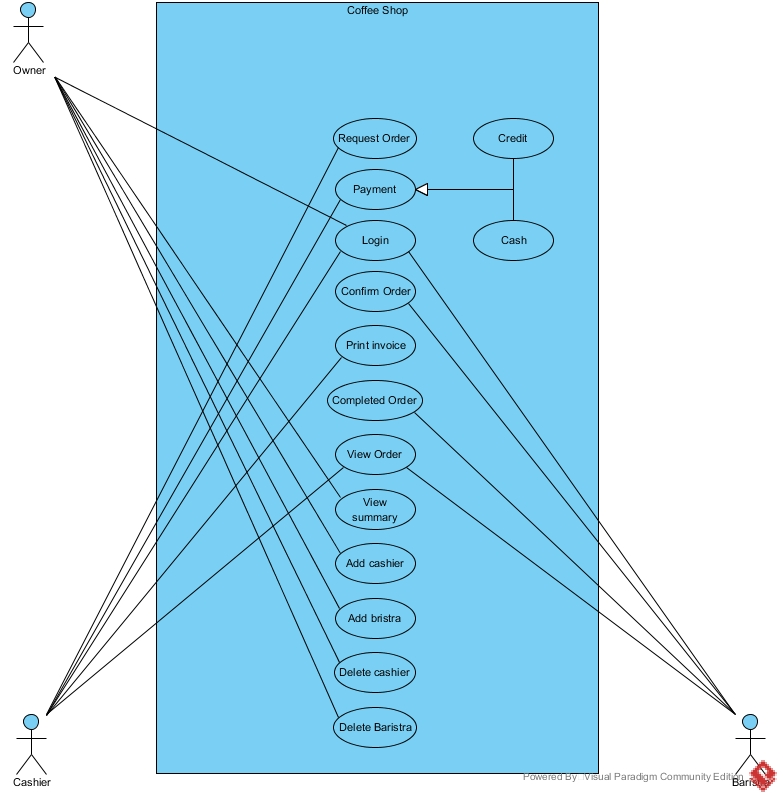 Coffee Shop
Owner
Request Order
Credit
Payment
Login
Cash
Confirm Order
Print invoice
Completed Order
View Order
View
summary
Add cashier
Add bristra
Delete cashier
Delete Baristra
Cashier
Powered By: Visual Paradigm Community Edition